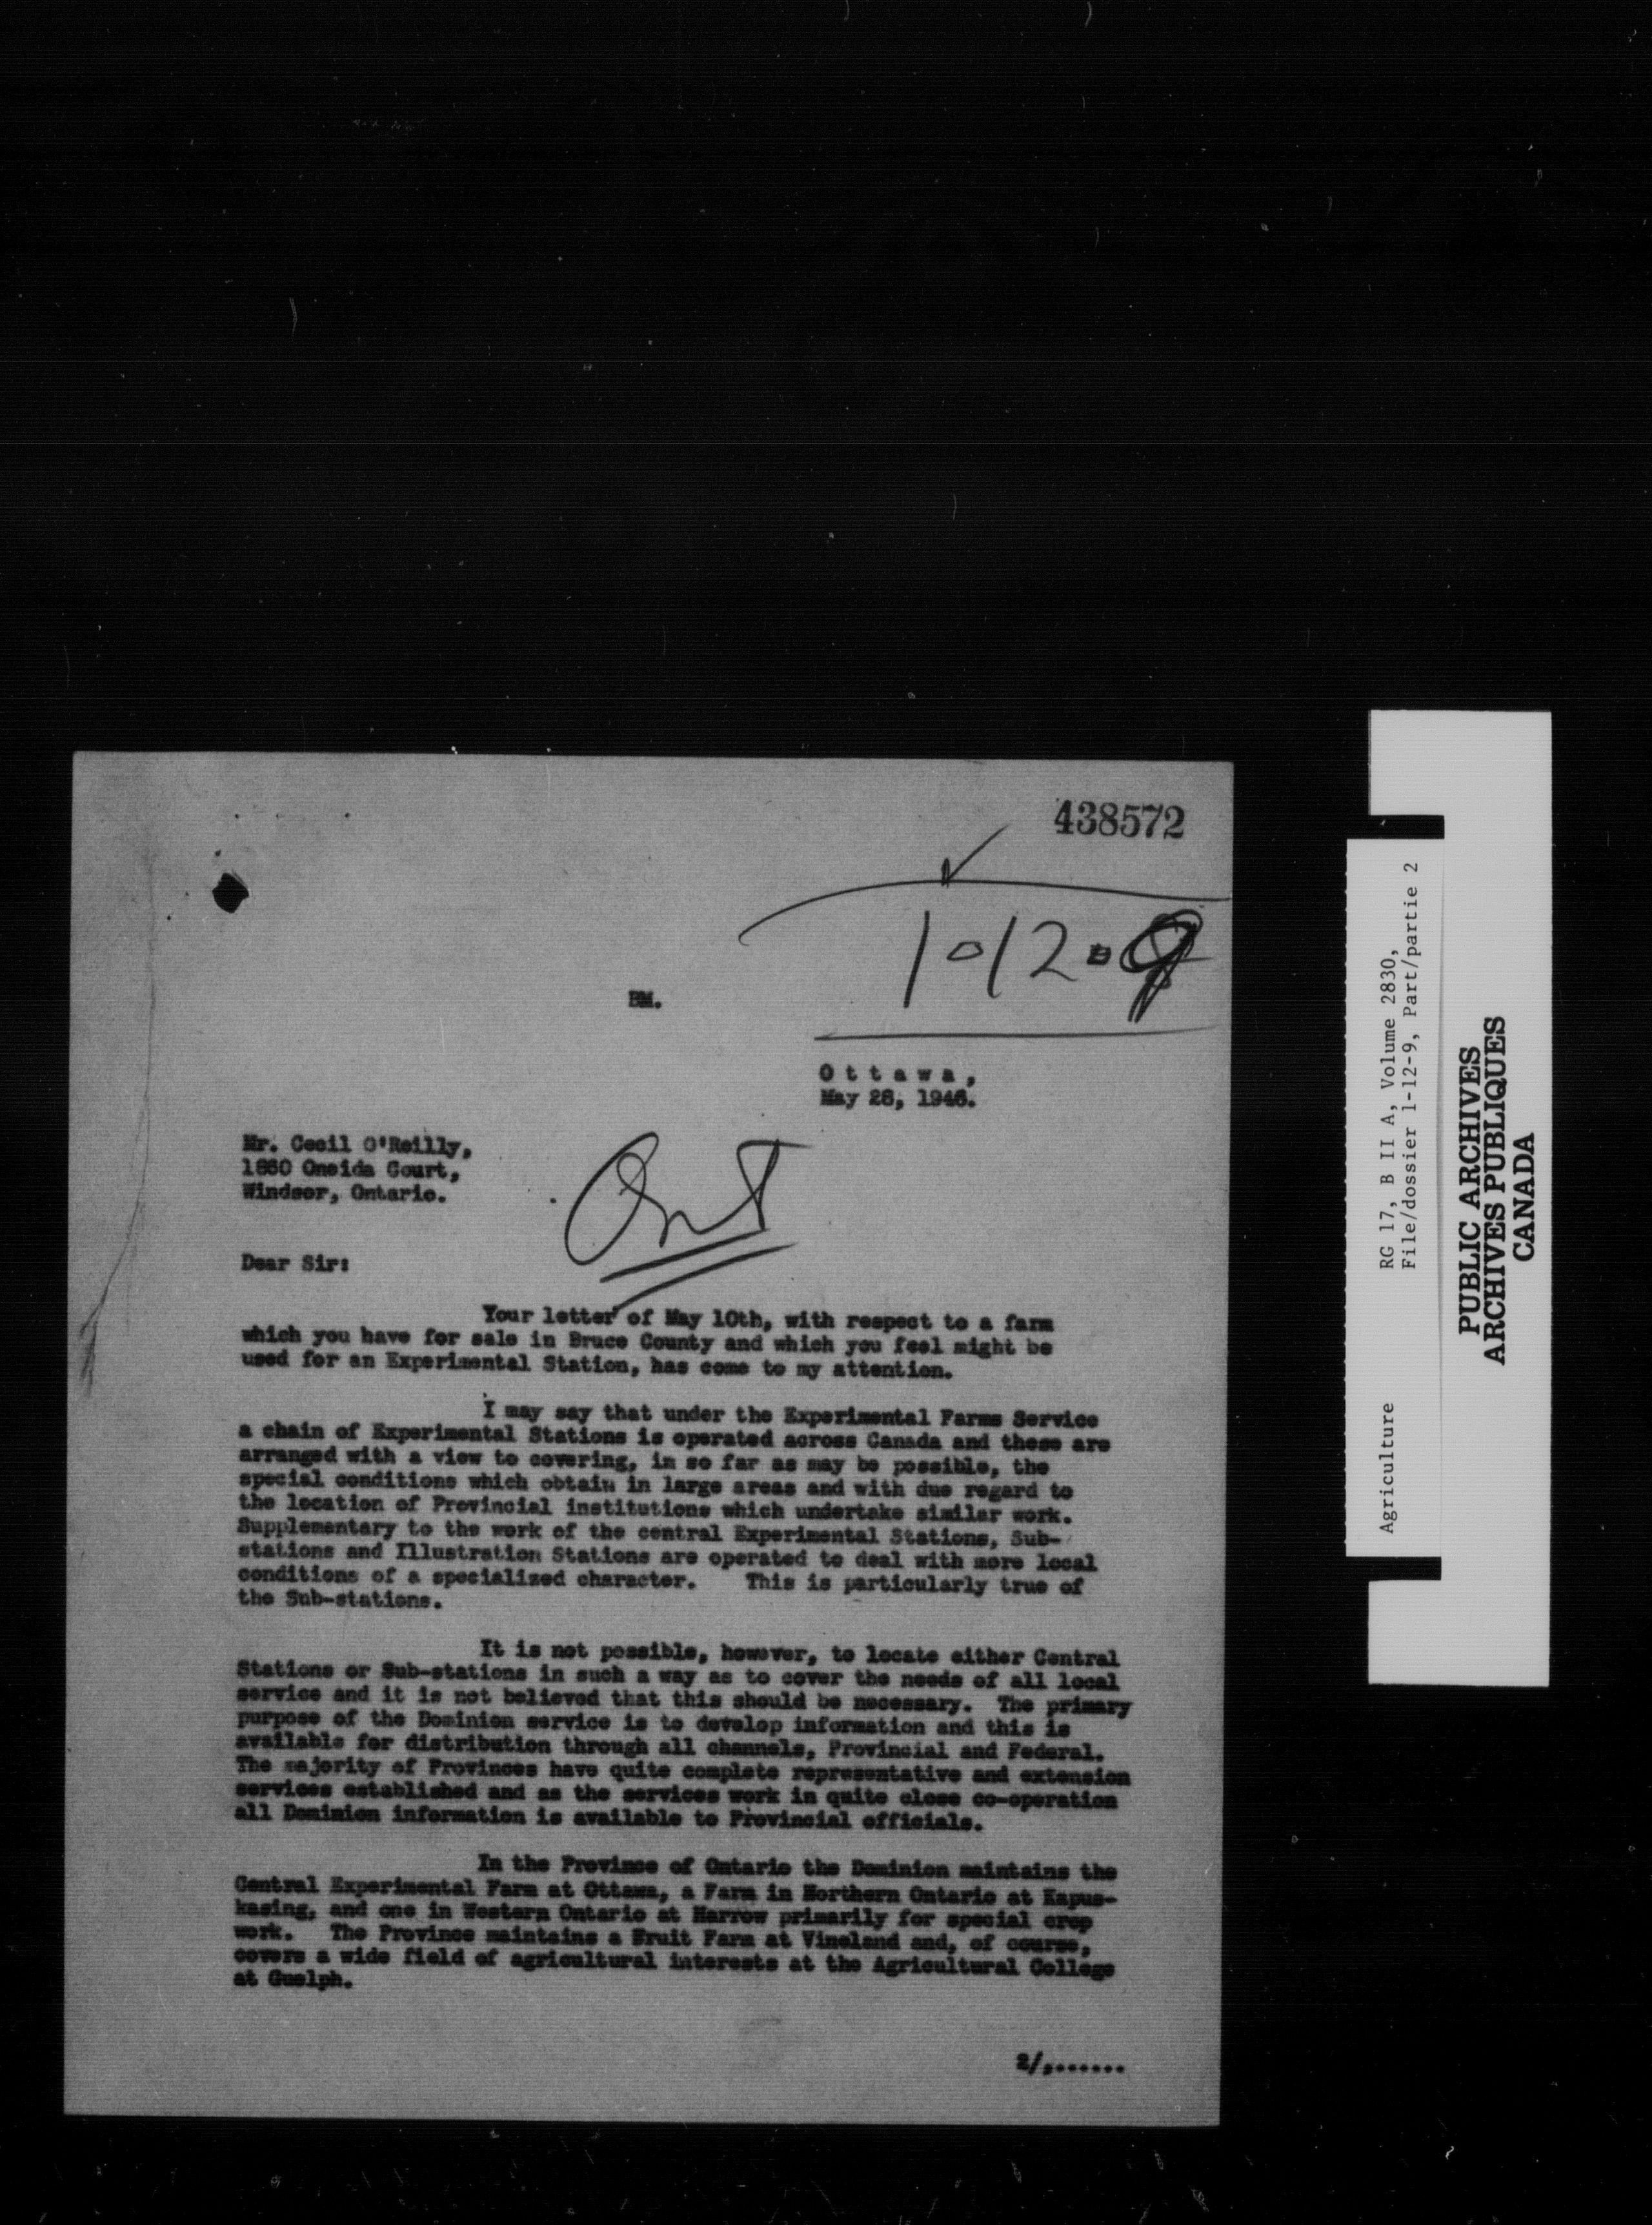 438572
1-12-9
BM.
Ottawa,
May 28, 1946.
Mr. Cecil O'Reilly,
1860 Oneida Court,
Windsor, Ontario.
Ont
Dear Sir:
Your letter of May 10th, with respect to a farm
which you have for sale in Bruce County and which you feel might be
used for an Experimental Station, has come to my attention.
I may say that under the Experimental Farms Service
a chain of Experimental Stations is operated across Canada and these are
arranged with a view to covering, in so far as may be possible, the
special conditions which obtain in large areas and with due regard to
the location of Provincial institutions which undertake similar work.
Supplementary to the work of the central Experimental Stations, Sub-
stations and Illustration Stations are operated to deal with more local
conditions of a specialized character. This is particularly true of
the Sub-stations.
It is not possible, however, to locate either Central
Stations or Sub-stations in such a way as to cover the needs of all local
service and it is not believed that this should be necessary. The primary
purpose of the Dominion service is to develop information and this is
available for distribution through all channels, Provincial and Federal.
The majority of Provinces have quite complete representative and extension
services established and as the services work in quite close co-operation
all Dominion information is available to Provincial officials.
In the Province of Ontario the Dominion maintains the
Central Experimental Farm at Ottawa, a Farm in Northern Ontario at Kapus-
kasing, and one in Western Ontario at Harrow primarily for special crop
work. The Province maintains a Fruit Farm at Vineland and, of course,
covers a wide field of agricultural interests at the Agricultural College
at Guelph.
2/.......
Agriculture RG 17, B II A, Volume 2830,
File/dossier 1-12-9, Part/partie 2
PUBLIC ARCHIVES
ARCHIVES PUBLIQUES
CANADA